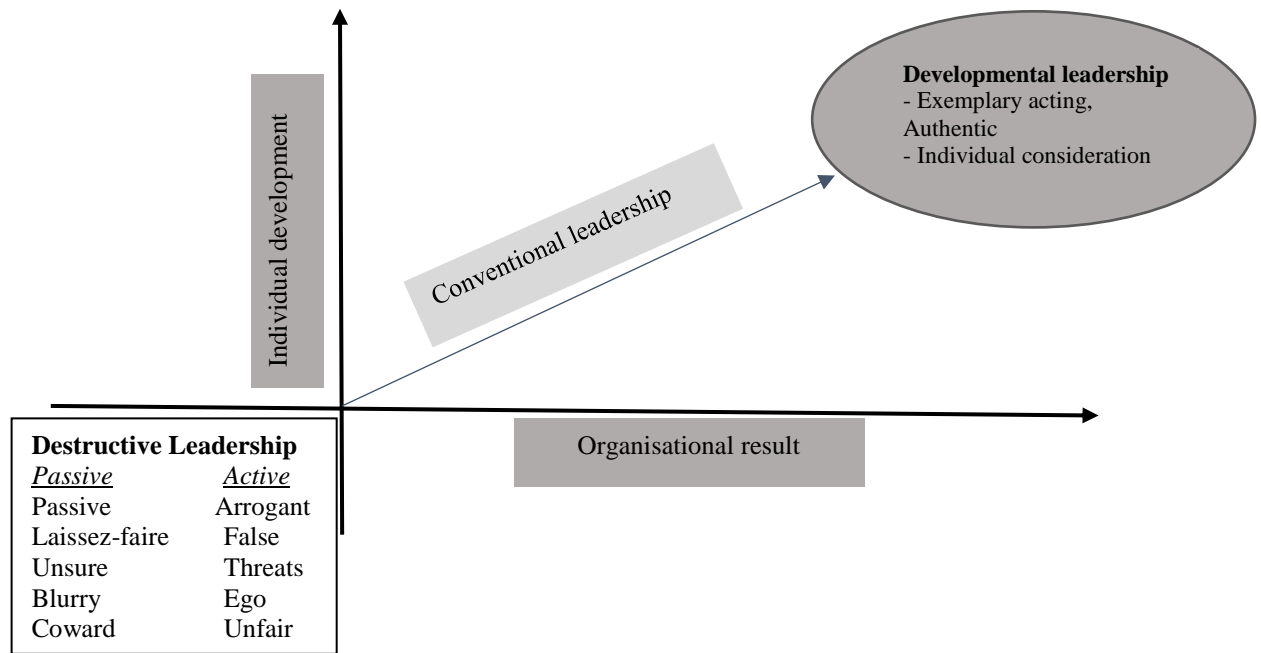 Developmental leadership
- Exemplary acting,
Authentic
- Individual consideration
Individual development
Conventional leadership
Organisational result
Destructive Leadership
Passive Active
Passive Arrogant
Laissez-faire False
Unsure Threats
Blurry Ego
Coward Unfair